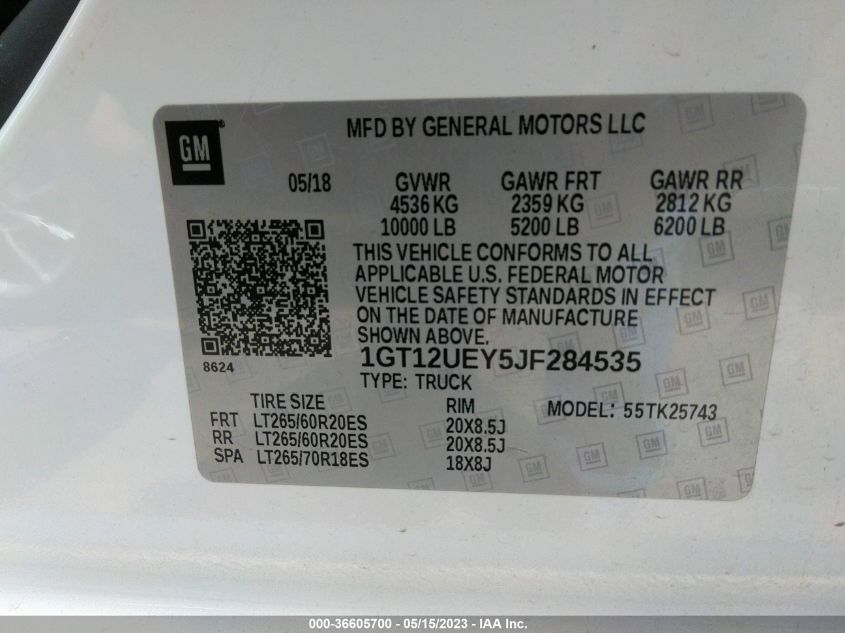 GM
MFD BY GENERAL MOTORS LLC
05/18 GVWR GAWR FRT GAWR RR
4536 KG 2359 KG 2812 KG
10000 LB 5200 LB 6200 LB
THIS VEHICLE CONFORMS TO ALL
APPLICABLE U.S. FEDERAL MOTOR
VEHICLE SAFETY STANDARDS IN EFFECT
ON THE DATE OF MANUFACTURE
SHOWN ABOVE.
8624
1GT12UEY5JF284535
TYPE: TRUCK
TIRE SIZE RIM MODEL: 55TK25743
FRT LT265/60R20ES 20X8.5J
RR LT265/60R20ES 20X8.5J
SPA LT265/70R18ES 18X8J
000-36605700 - 05/15/2023 - IAA Inc.